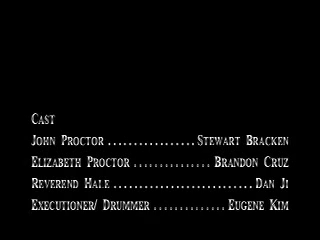 Cast
John Proctor .................Stewart Bracken
Elizabeth Proctor ............... Brandon Cruz
Reverend Hale ...........................Dan Ji
Executioner/ Drummer ..............Eugene Kim